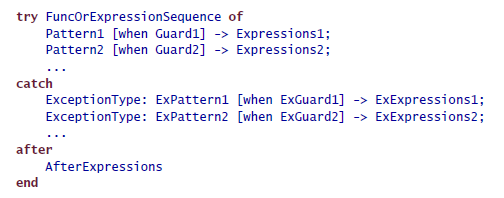 try FuncOrExpressionSequence of
    Pattern1 [when Guard1] -> Expressions1;
    Pattern2 [when Guard2] -> Expressions2;
    ...
catch
    ExceptionType: ExPattern1 [when ExGuard1] -> ExExpressions1;
    ExceptionType: ExPattern2 [when ExGuard2] -> ExExpressions2;
    ...
after
    AfterExpressions
end